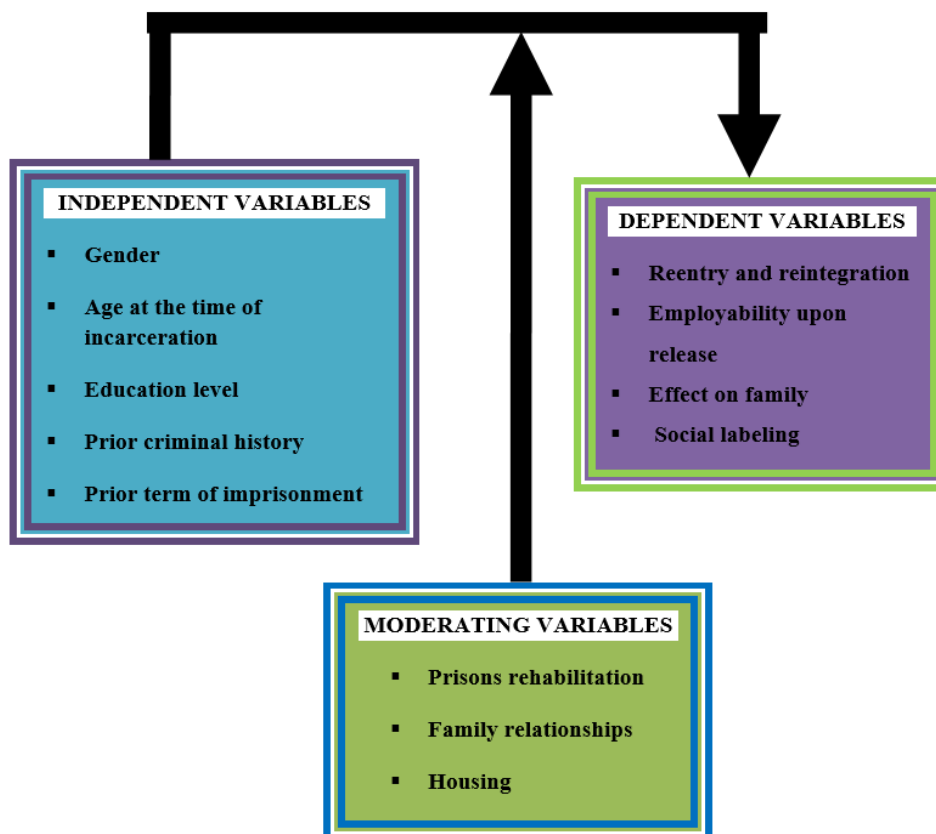 INDEPENDENT VARIABLES
▪ Gender
▪ Age at the time of
incarceration
▪ Education level
▪ Prior criminal history
▪ Prior term of imprisonment
DEPENDENT VARIABLES
▪ Reentry and reintegration
▪ Employability upon
release
▪ Effect on family
▪ Social labeling
MODERATING VARIABLES
▪ Prisons rehabilitation
▪ Family relationships
▪ Housing